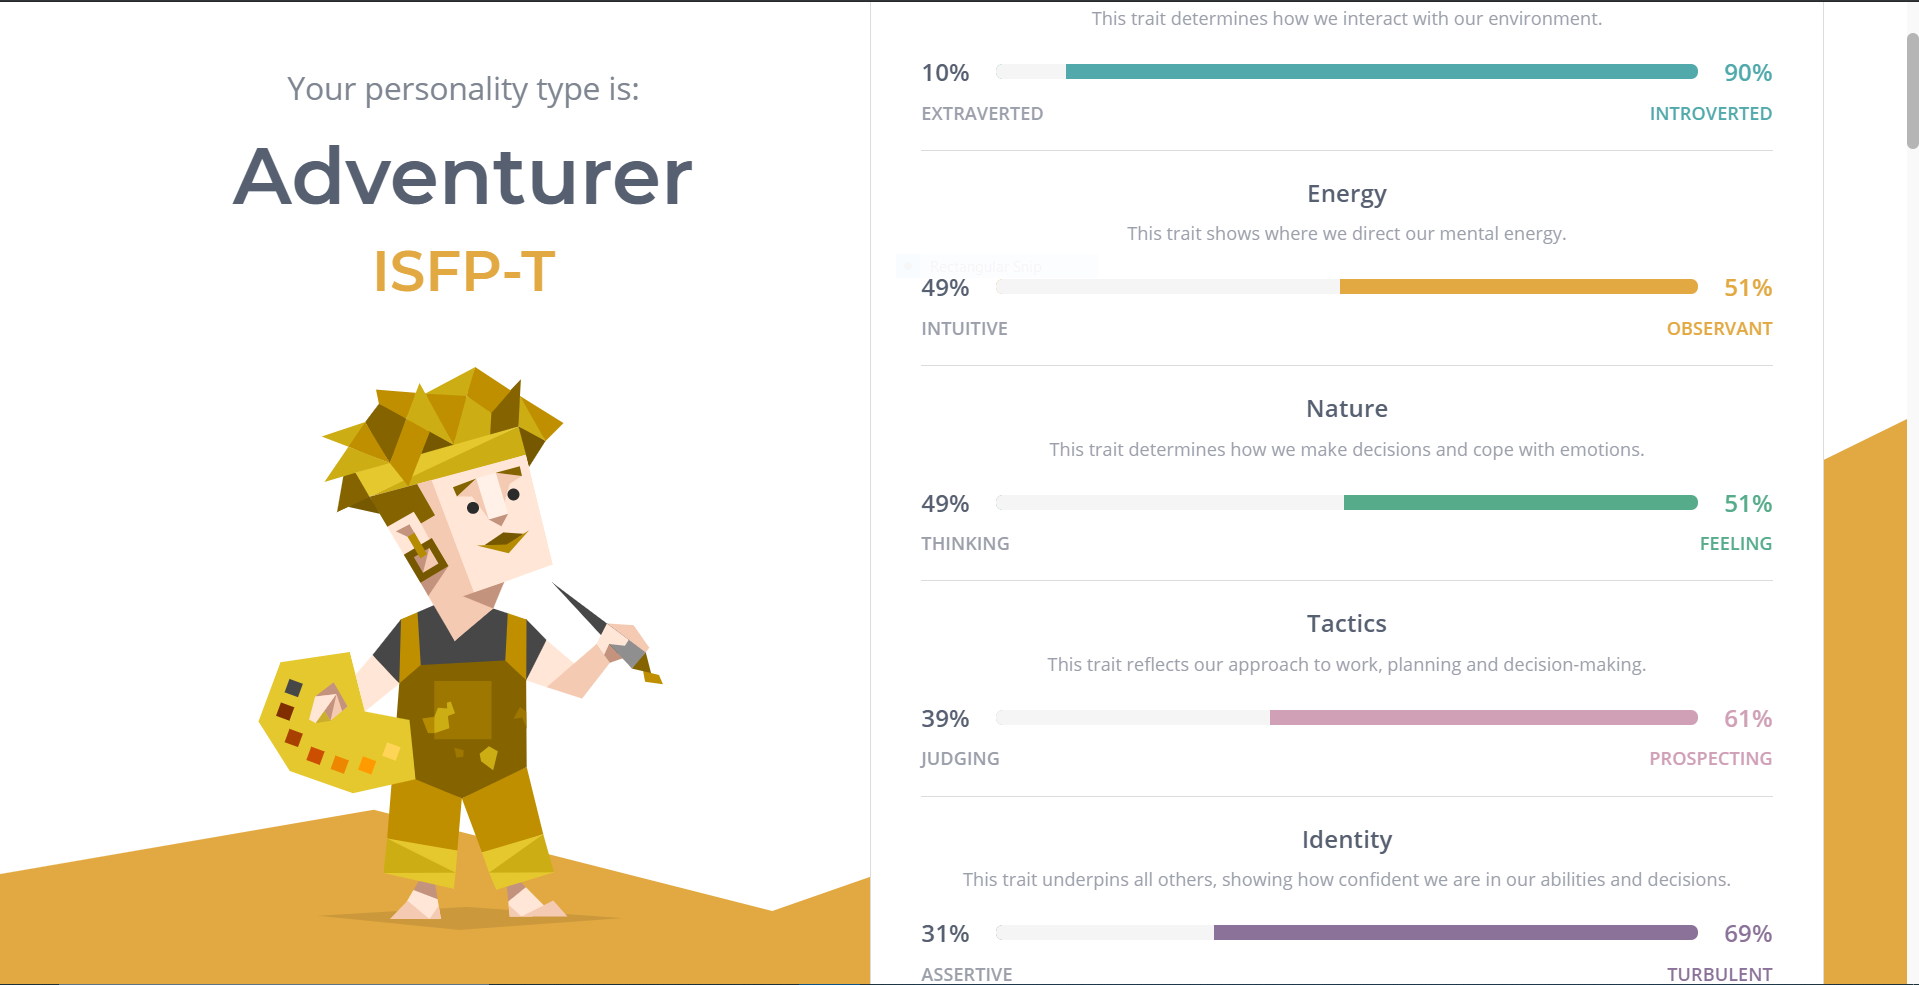 Your personality type is:
Adventurer
ISFP-T
This trait determines how we interact with our environment.
10%
90%
EXTRAVERTED
INTROVERTED
Energy
This trait shows where we direct our mental energy.
Rectangular Snip
49%
51%
INTUITIVE
OBSERVANT
Nature
This trait determines how we make decisions and cope with emotions.
49%
51%
THINKING
FEELING
Tactics
This trait reflects our approach to work, planning and decision-making.
39%
61%
JUDGING
PROSPECTING
Identity
This trait underpins all others, showing how confident we are in our abilities and decisions.
31%
69%
ASSERTIVE
TURBULENT